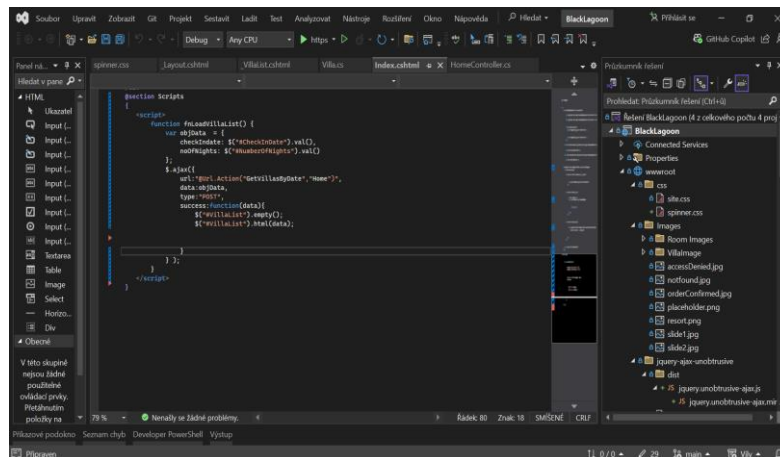 Soubor Upravit Zobrazit Git Projekt Sestavit Ladit Test Analyzovat Nástroje Rozšíření Okno Nápověda Hledat BlackLagoon Přihlásit se
Debug Any CPU https GitHub Copilot
Panel ná... spinner.css _Layout.cshtml _VillaList.cshtml Villa.cs Index.cshtml HomeController.cs Průzkumník řešení
Hledat v pane
Prohledat: Průzkumník řešení (Ctrl+ů)
HTML
Ukazatel
Input (...
Input (...
Input (...
Input (...
Input (...
Input (...
Input (...
Input (...
Textarea
Table
Image
Select
Horizo...
Div
Obecné
V této skupině
nejsou žádné
použitelné
ovládací prvky.
Přetáhnutím
položky na
@section Scripts
{
<script>
function fnLoadVillaList() {
var objData = {
checkInDate: $("#CheckInDate").val(),
noOfNights: $("#NumberOfNights").val()
};
$.ajax({
url:"@Url.Action("GetVillasByDate","Home")",
data:objData,
type:"POST",
success:function(data){
$("#VillaList").empty();
$("#VillaList").html(data);
}
} );
}
</script>
}
Řešení BlackLagoon (4 z celkového počtu 4 proj
BlackLagoon
Connected Services
Properties
wwwroot
css
site.css
spinner.css
Images
Room Images
VillaImage
accessDenied.jpg
notfound.jpg
orderConfirmed.jpg
placeholder.png
resort.png
slide1.jpg
slide2.jpg
jquery-ajax-unobtrusive
dist
jquery.unobtrusive-ajax.js
jquery.unobtrusive-ajax.min
79 % Nenašly se žádné problémy. Řádek: 80 Znak: 18 SMÍŠENÉ CRLF
Příkazové podokno Seznam chyb Developer PowerShell Výstup
Připraven 0 / 0 29 main Vily